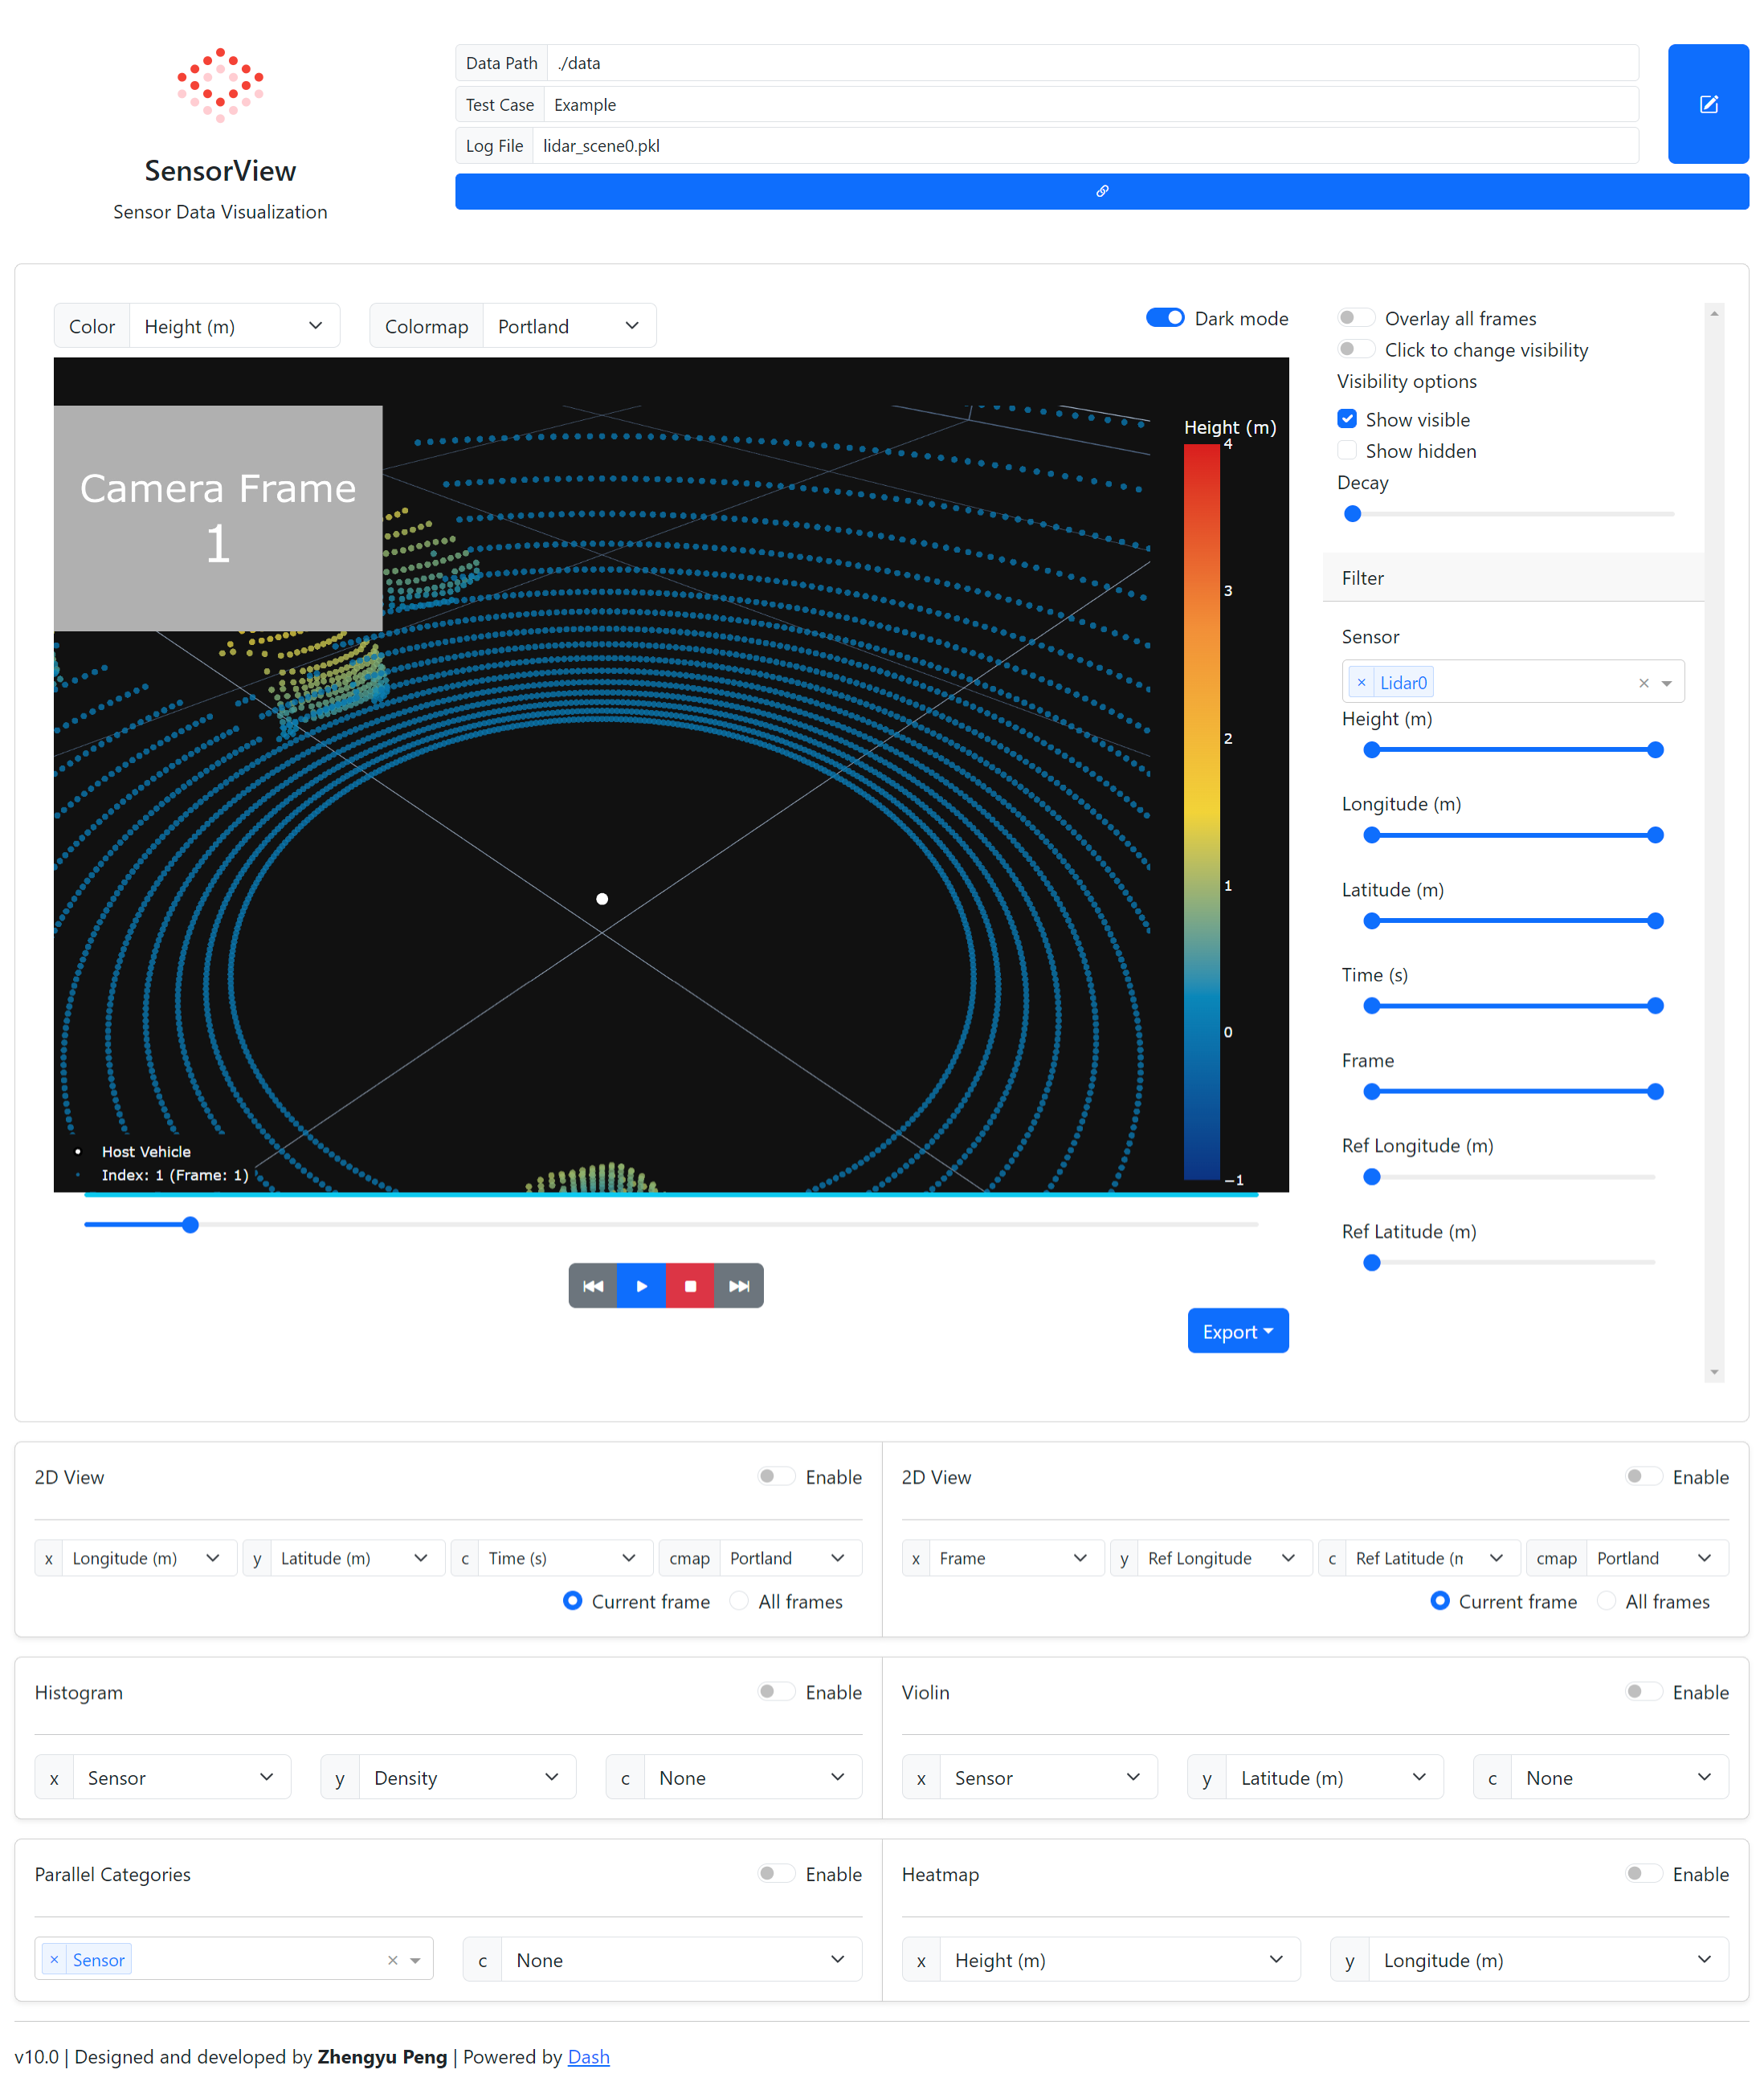 SensorView
Sensor Data Visualization
Data Path ./data
Test Case Example
Log File lidar_scene0.pkl
Color Height (m) Colormap Portland Dark mode
Camera Frame
1
Height (m)
4
3
2
1
0
−1
Host Vehicle
Index: 1 (Frame: 1)
Export
Overlay all frames
Click to change visibility
Visibility options
Show visible
Show hidden
Decay
Filter
Sensor
× Lidar0 ×
Height (m)
Longitude (m)
Latitude (m)
Time (s)
Frame
Ref Longitude (m)
Ref Latitude (m)
2D View Enable
x Longitude (m) y Latitude (m) c Time (s) cmap Portland
Current frame All frames
2D View Enable
x Frame y Ref Longitude c Ref Latitude (n cmap Portland
Current frame All frames
Histogram Enable
x Sensor y Density c None
Violin Enable
x Sensor y Latitude (m) c None
Parallel Categories Enable
× Sensor × c None
Heatmap Enable
x Height (m) y Longitude (m)
v10.0 | Designed and developed by Zhengyu Peng | Powered by Dash